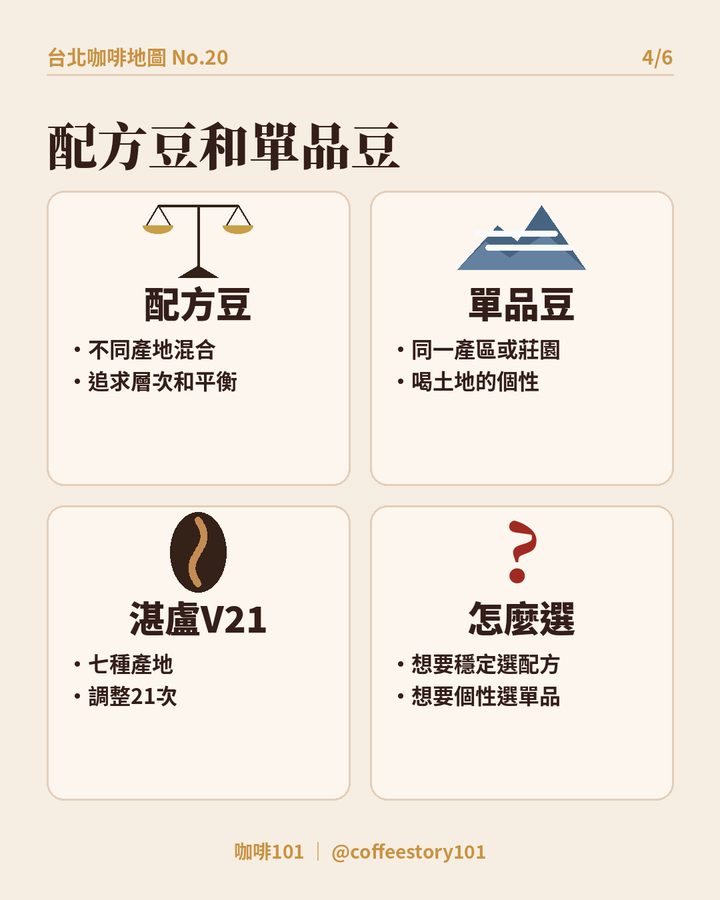 台北咖啡地圖 No.20
4/6
配方豆和單品豆
配方豆
・不同產地混合
・追求層次和平衡
單品豆
・同一產區或莊園
・喝土地的個性
湛盧V21
・七種產地
・調整21次
?
怎麼選
・想要穩定選配方
・想要個性選單品
咖啡101｜@coffeestory101